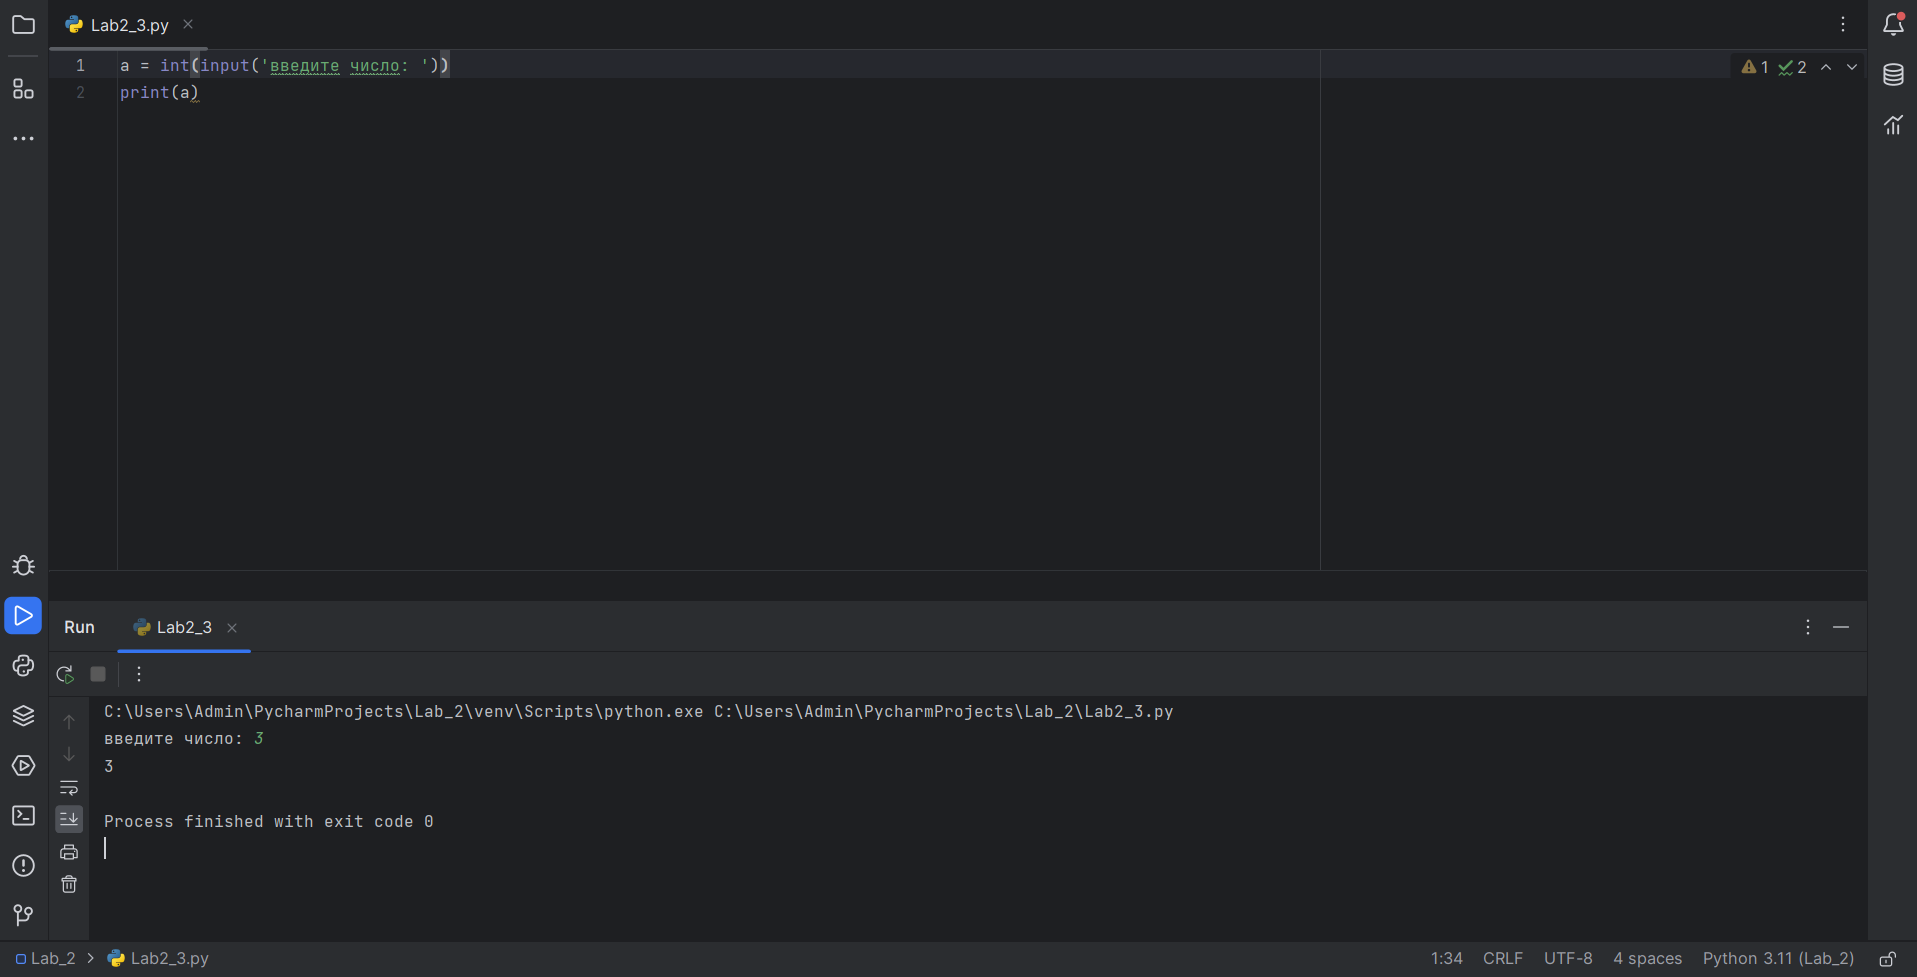 Lab2_3.py
1 a = int(input('введите число: '))
1 2
2 print(a)
Run Lab2_3
C:\Users\Admin\PycharmProjects\Lab_2\venv\Scripts\python.exe C:\Users\Admin\PycharmProjects\Lab_2\Lab2_3.py
введите число: 3
3
Process finished with exit code 0
Lab_2 > Lab2_3.py
1:34 CRLF UTF-8 4 spaces Python 3.11 (Lab_2)